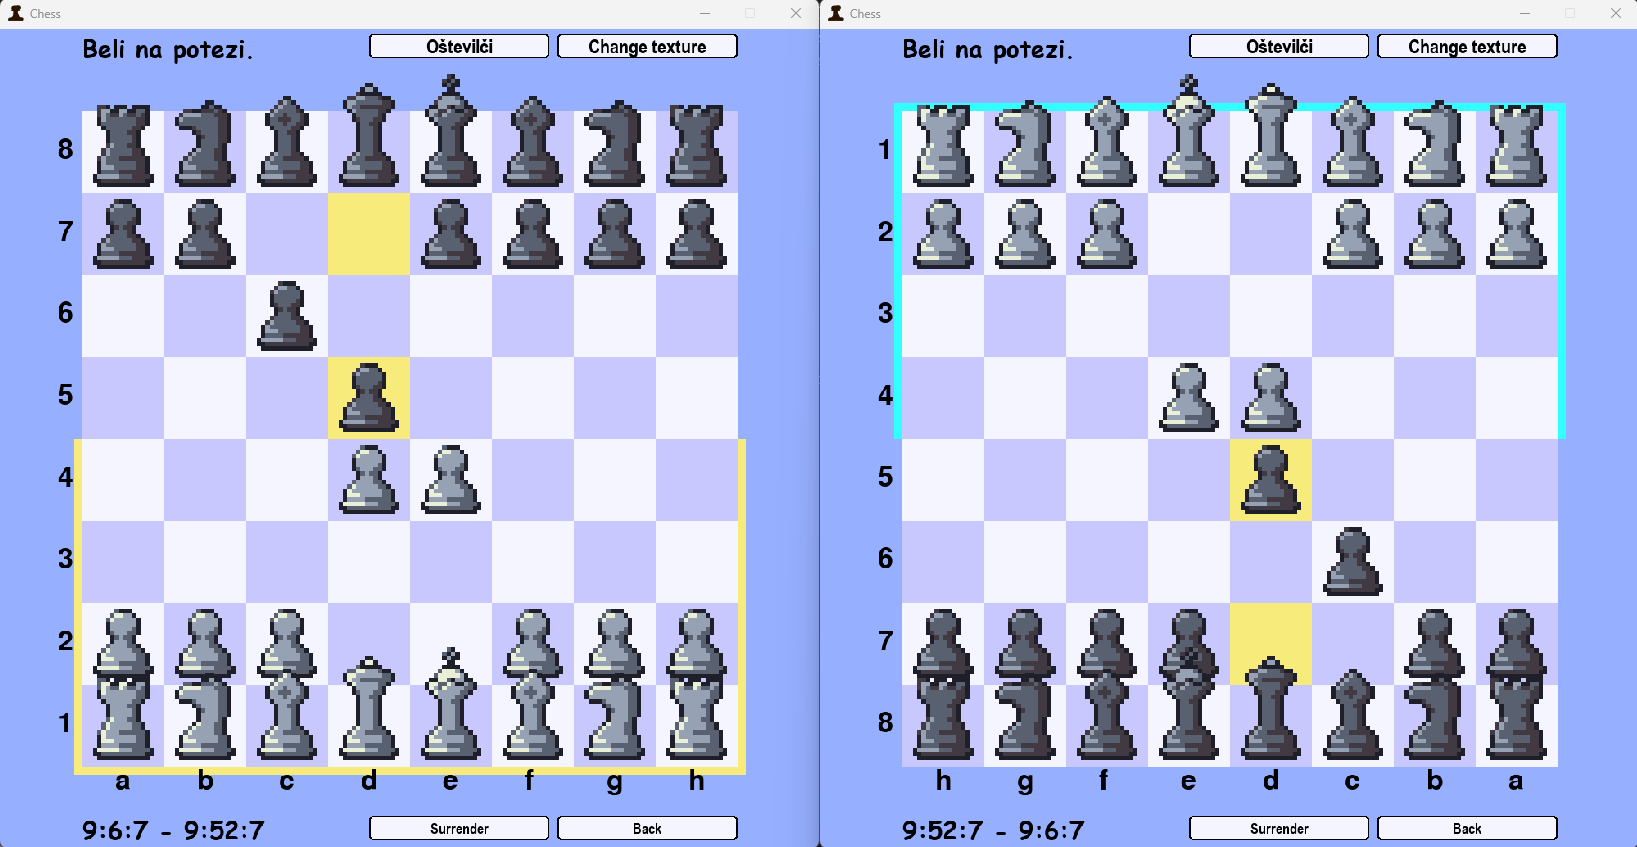 Chess
Beli na potezi.
Oštevilči
Change texture
8
7
6
5
4
3
2
1
a b c d e f g h
9:6:7 - 9:52:7
Surrender
Back
Chess
Beli na potezi.
Oštevilči
Change texture
1
2
3
4
5
6
7
8
h g f e d c b a
9:52:7 - 9:6:7
Surrender
Back